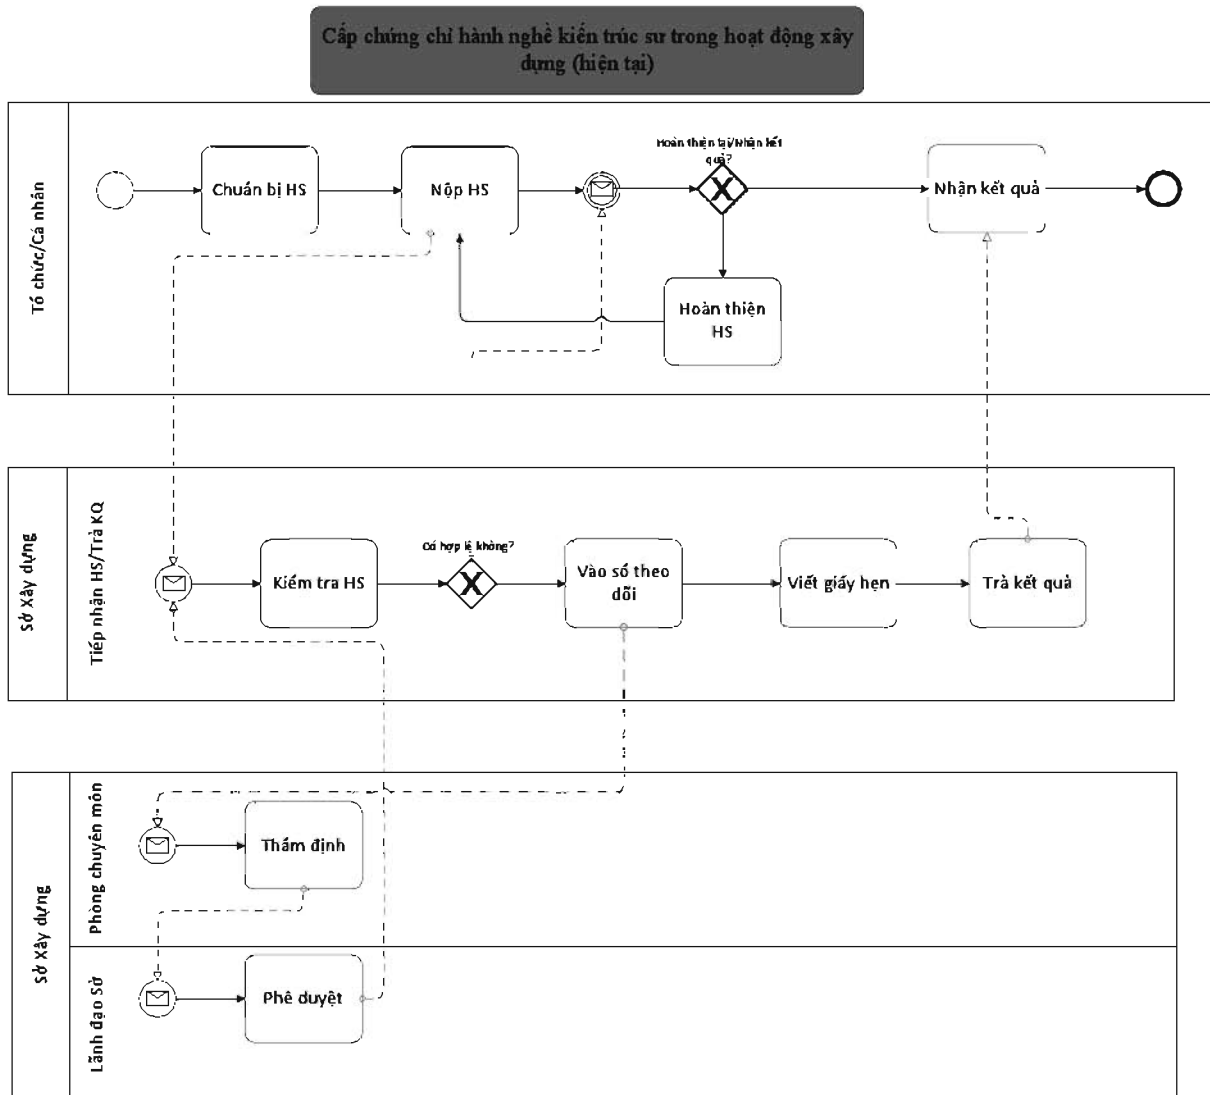 Cấp chứng chỉ hành nghề kiến trúc sư trong hoạt động xây
dựng (hiện tại)
Tổ chức/Cá nhân
Chuẩn bị HS
Nộp HS
Hoàn thiện tại/Nhận kết
quả?
Nhận kết quả
Hoàn thiện
HS
Sở Xây dựng
Tiếp nhận HS/Trả KQ
Kiểm tra HS
Có hợp lệ không?
Vào sổ theo
dõi
Viết giấy hẹn
Trả kết quả
Sở Xây dựng
Phòng chuyên môn
Thẩm định
Lãnh đạo Sở
Phê duyệt